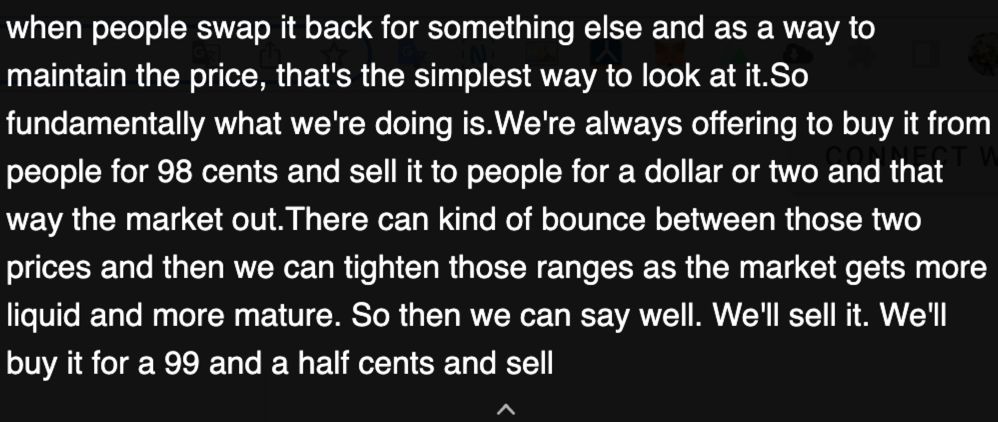 when people swap it back for something else and as a way to
maintain the price, that's the simplest way to look at it.So
fundamentally what we're doing is.We're always offering to buy it from
people for 98 cents and sell it to people for a dollar or two and that
way the market out.There can kind of bounce between those two
prices and then we can tighten those ranges as the market gets more
liquid and more mature. So then we can say well. We'll sell it. We'll
buy it for a 99 and a half cents and sell
CONNECT W